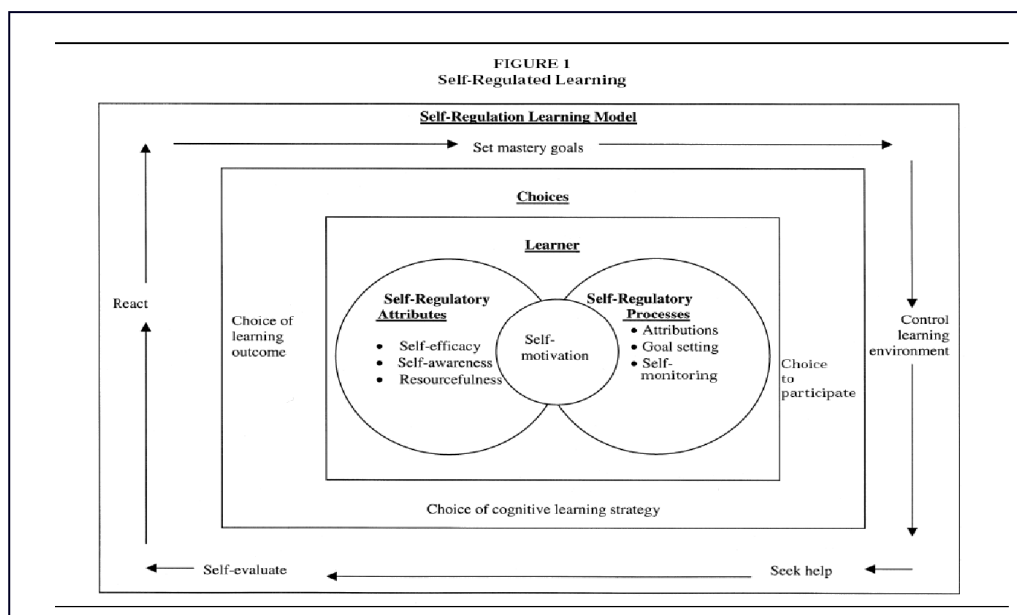 FIGURE 1
Self-Regulated Learning
Self-Regulation Learning Model
Set mastery goals
Choices
Learner
Self-Regulatory
Attributes
• Self-efficacy
• Self-awareness
• Resourcefulness
Self-
motivation
Self-Regulatory
Processes
• Attributions
• Goal setting
• Self-
monitoring
React
Choice of
learning
outcome
Choice
to
participate
Control
learning
environment
Choice of cognitive learning strategy
Self-evaluate
Seek help